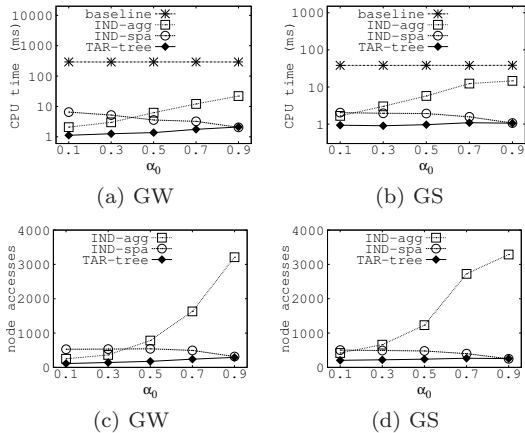 10000
1000
100
10
1
CPU time (ms)
baseline
IND-agg
IND-spa
TAR-tree
0.1 0.3 0.5 0.7 0.9
α0
(a) GW
1000
100
10
1
CPU time (ms)
baseline
IND-agg
IND-spa
TAR-tree
0.1 0.3 0.5 0.7 0.9
α0
(b) GS
4000
3000
2000
1000
0
node accesses
IND-agg
IND-spa
TAR-tree
0.1 0.3 0.5 0.7 0.9
α0
(c) GW
4000
3000
2000
1000
0
node accesses
IND-agg
IND-spa
TAR-tree
0.1 0.3 0.5 0.7 0.9
α0
(d) GS